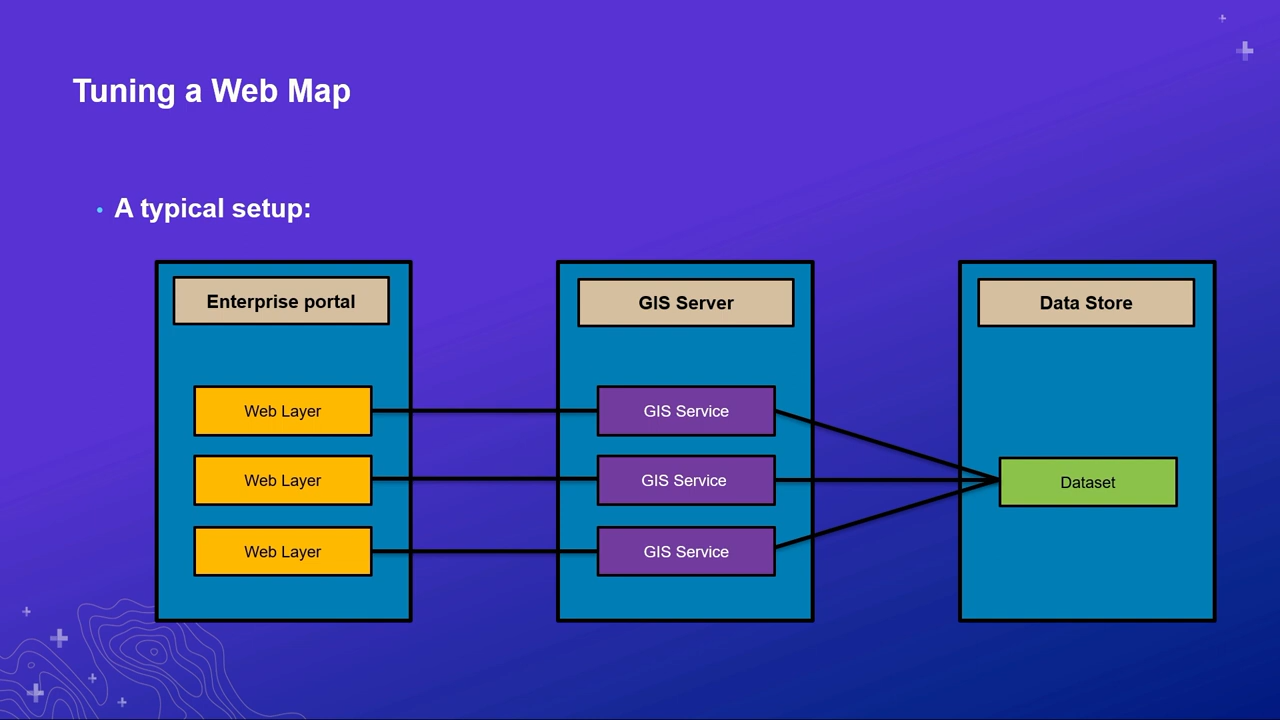 Tuning a Web Map
• A typical setup:
Enterprise portal
GIS Server
Data Store
Web Layer
GIS Service
Web Layer
GIS Service
Dataset
Web Layer
GIS Service